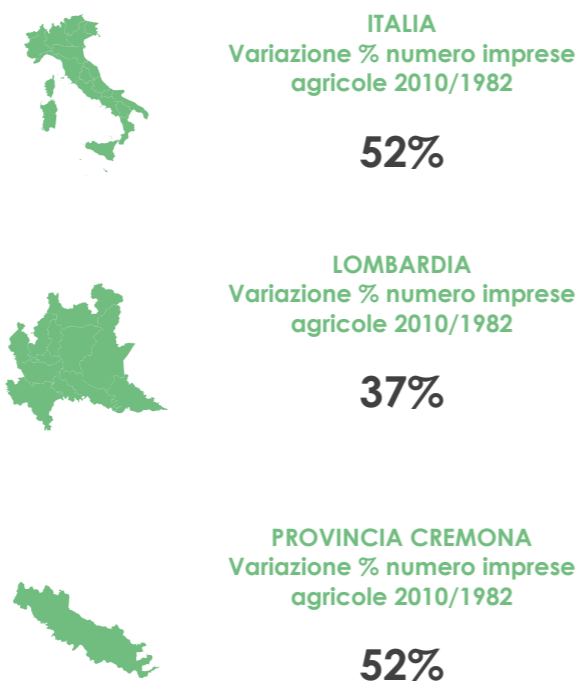 ITALIA
Variazione % numero imprese
agricole 2010/1982
52%
LOMBARDIA
Variazione % numero imprese
agricole 2010/1982
37%
PROVINCIA CREMONA
Variazione % numero imprese
agricole 2010/1982
52%